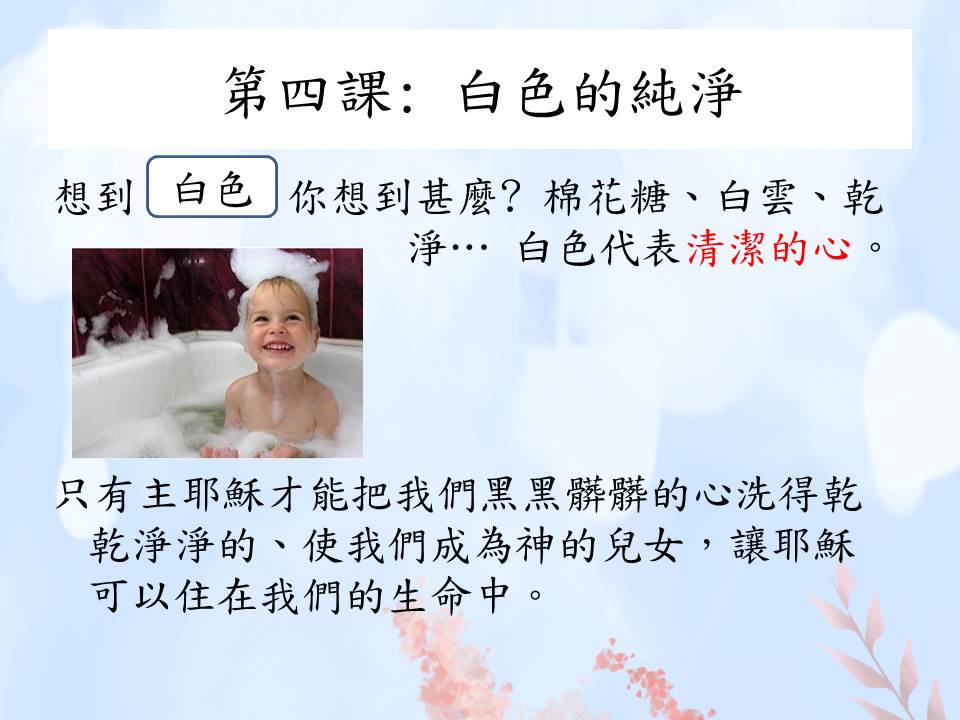 第四課: 白色的純淨
想到 白色 你想到甚麼? 棉花糖、白雲、乾
淨… 白色代表清潔的心。
只有主耶穌才能把我們黑黑髒髒的心洗得乾
乾淨淨的、使我們成為神的兒女，讓耶穌
可以住在我們的生命中。